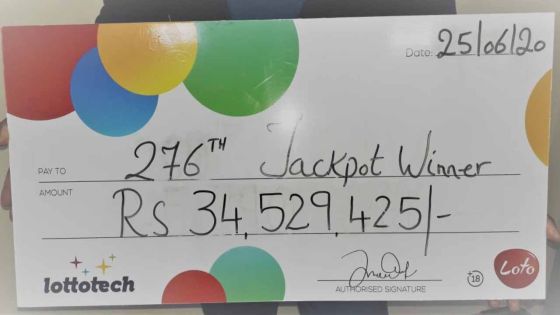 Date: 25/06/20
PAY TO 276TH Jackpot Winner
AMOUNT Rs 34,529,425/-
lottotech
AUTHORISED SIGNATURE
18
Loto